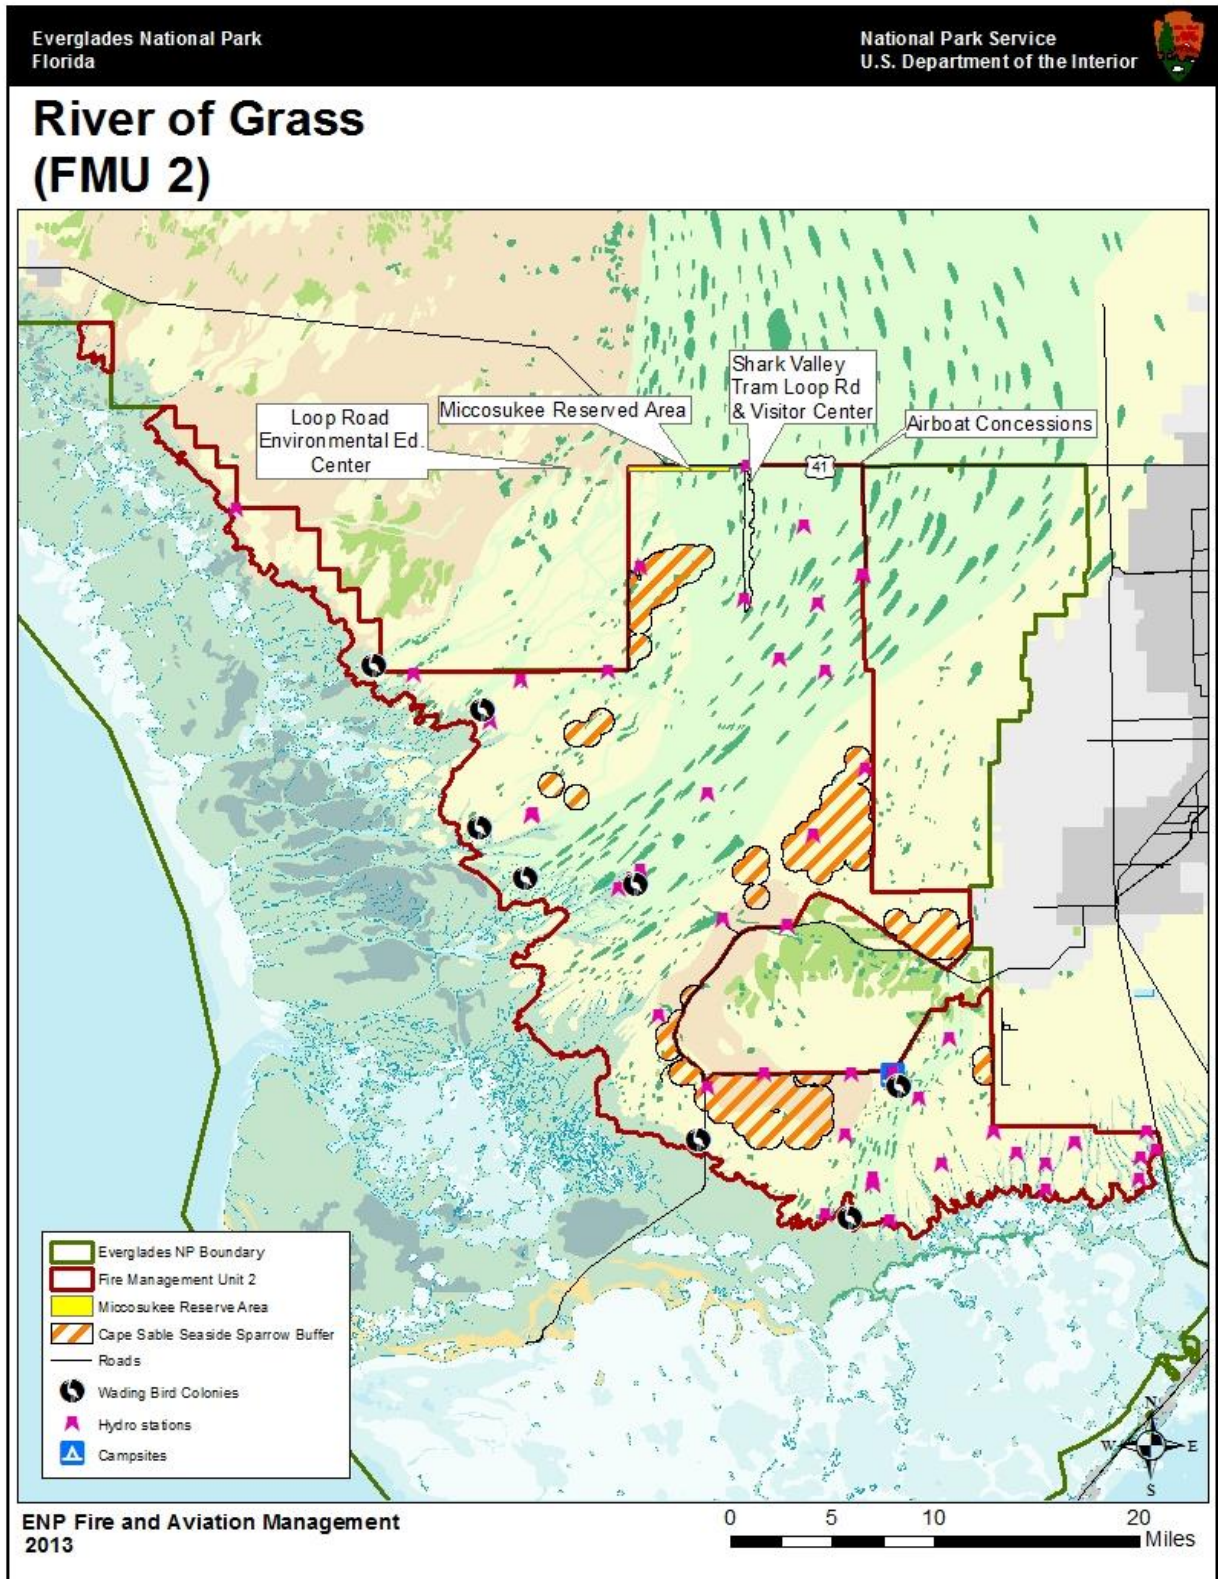 Everglades National Park
Florida
National Park Service
U.S. Department of the Interior
River of Grass
(FMU 2)
Shark Valley
Tram Loop Rd
& Visitor Center
Miccosukee Reserved Area
Airboat Concessions
Loop Road
Environmental Ed.
Center
41
Everglades NP Boundary
Fire Management Unit 2
Miccosukee Reserve Area
Cape Sable Seaside Sparrow Buffer
Roads
Wading Bird Colonies
Hydro stations
Campsites
N
W
E
S
ENP Fire and Aviation Management
2013
0 5 10 20
Miles